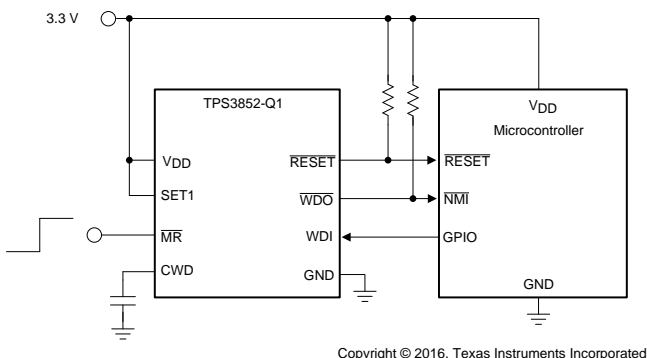 3.3 V
TPS3852-Q1
VDD
SET1
MR
CWD
RESET
WDO
WDI
GND
VDD
Microcontroller
RESET
NMI
GPIO
GND
Copyright © 2016, Texas Instruments Incorporated